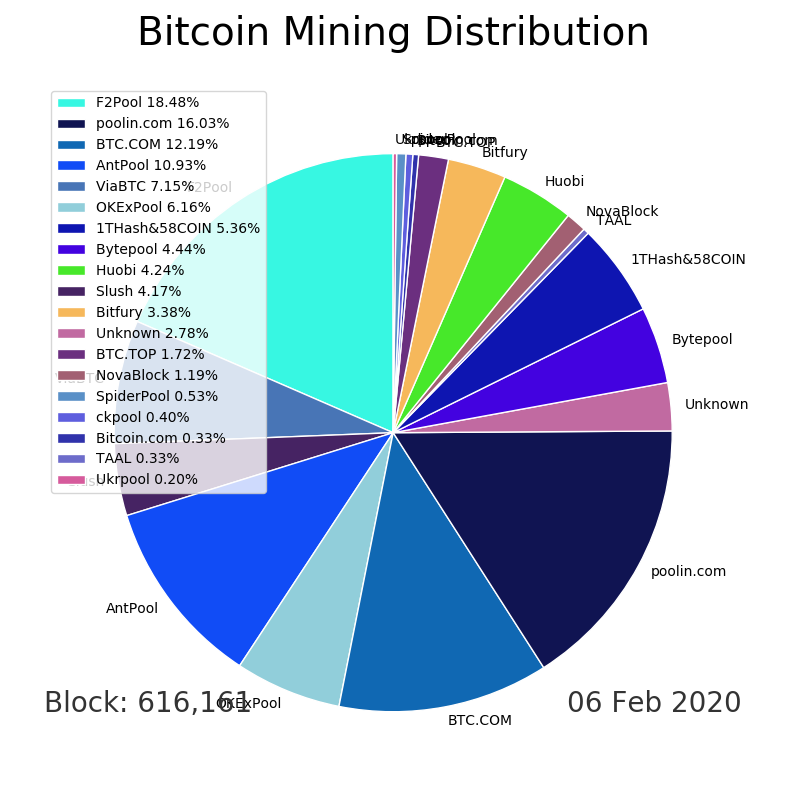 Bitcoin Mining Distribution
F2Pool 18.48%
poolin.com 16.03%
BTC.COM 12.19%
AntPool 10.93%
ViaBTC 7.15%
OKExPool 6.16%
1THash&58COIN 5.36%
Bytepool 4.44%
Huobi 4.24%
Slush 4.17%
Bitfury 3.38%
Unknown 2.78%
BTC.TOP 1.72%
NovaBlock 1.19%
SpiderPool 0.53%
ckpool 0.40%
Bitcoin.com 0.33%
TAAL 0.33%
Ukrpool 0.20%
Bitfury
Huobi
NovaBlock
TAAL
1THash&58COIN
Bytepool
Unknown
poolin.com
BTC.COM
OKExPool
AntPool
Block: 616,161
06 Feb 2020